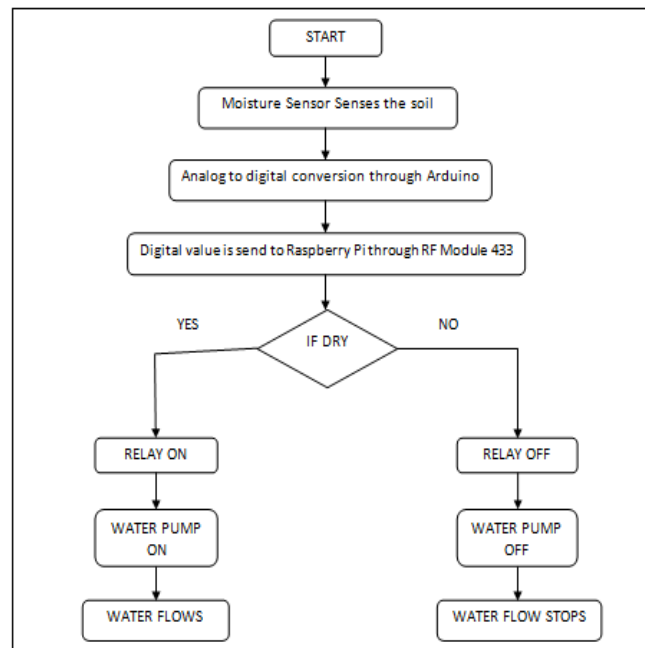 START
Moisture Sensor Senses the soil
Analog to digital conversion through Arduino
Digital value is send to Raspberry Pi through RF Module 433
YES
NO
IF DRY
RELAY ON
RELAY OFF
WATER PUMP
ON
WATER PUMP
OFF
WATER FLOWS
WATER FLOW STOPS